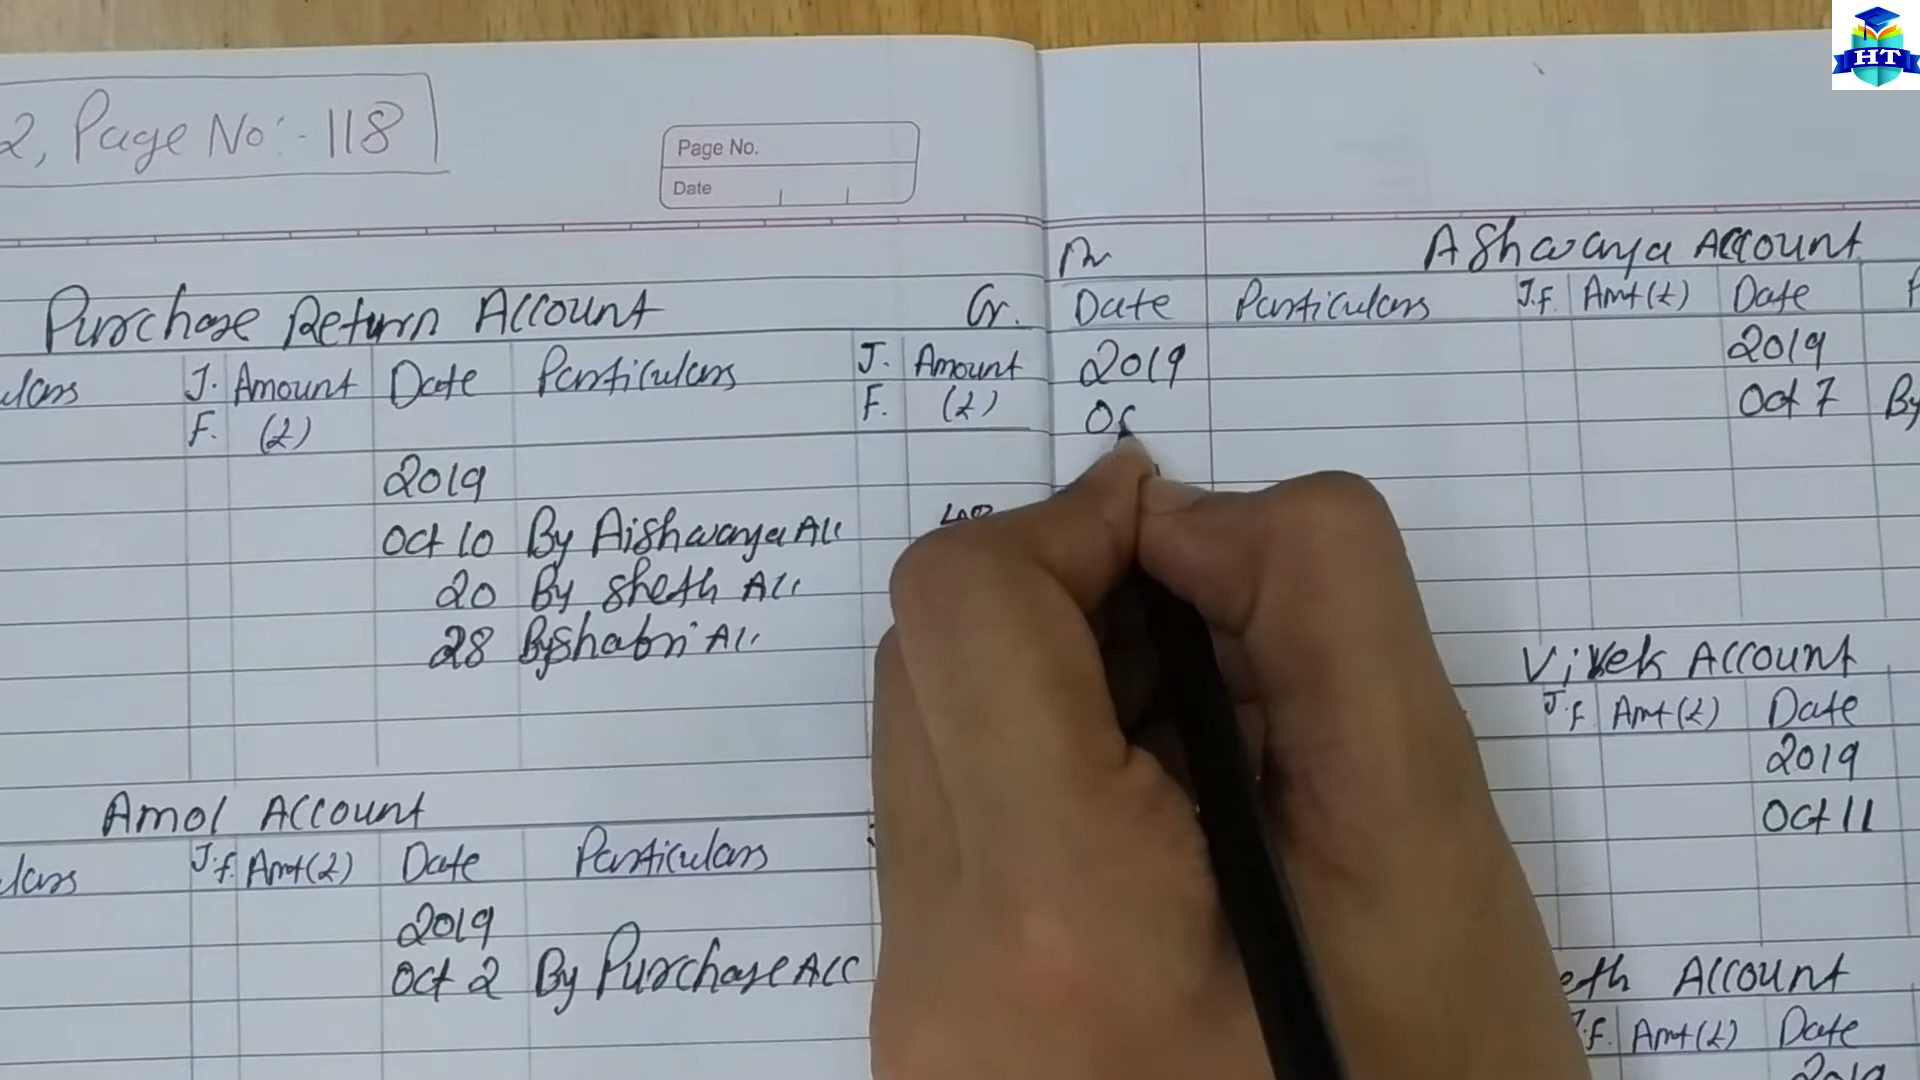 HT
2, Page No:- 118
Page No.
Date
Purchase Return Account Cr.
J. Amount Date Particulars J. Amount
F. (₹) F. (₹)
2019
Oct 10 By Aishwarya A/c
20 By Sheth A/c
28 By Shabri A/c
Amol Account
J.f. Amt (₹) Date Particulars
2019
Oct 2 By Purchase A/c
Dr Ashwarya Account
Date Particulars J.f. Amt (₹) Date
2019 2019
Oct 7 By
Vivek Account
J.f Amt (₹) Date
2019
Oct 11
eth Account
J.f. Amt (₹) Date
2019